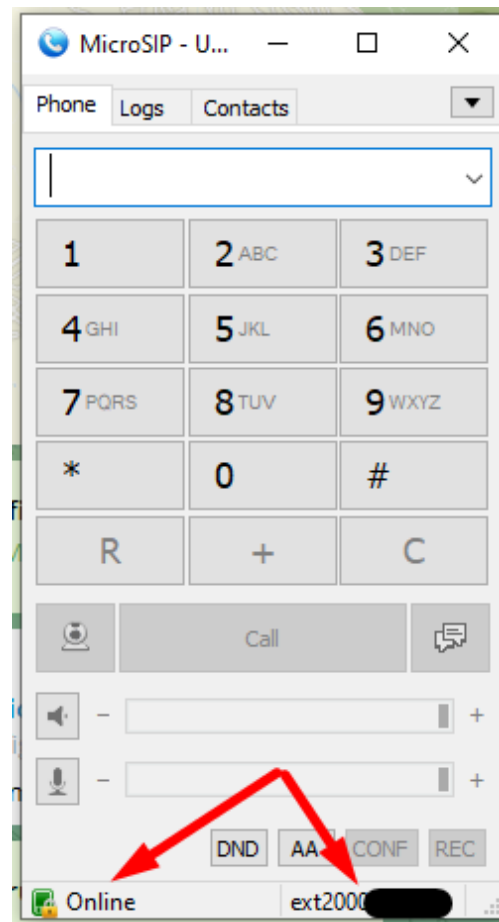 MicroSIP - U...
Phone Logs Contacts
1 2 ABC 3 DEF
4 GHI 5 JKL 6 MNO
7 PQRS 8 TUV 9 WXYZ
* 0 #
R + C
Call
- +
- +
DND AA CONF REC
Online ext2000